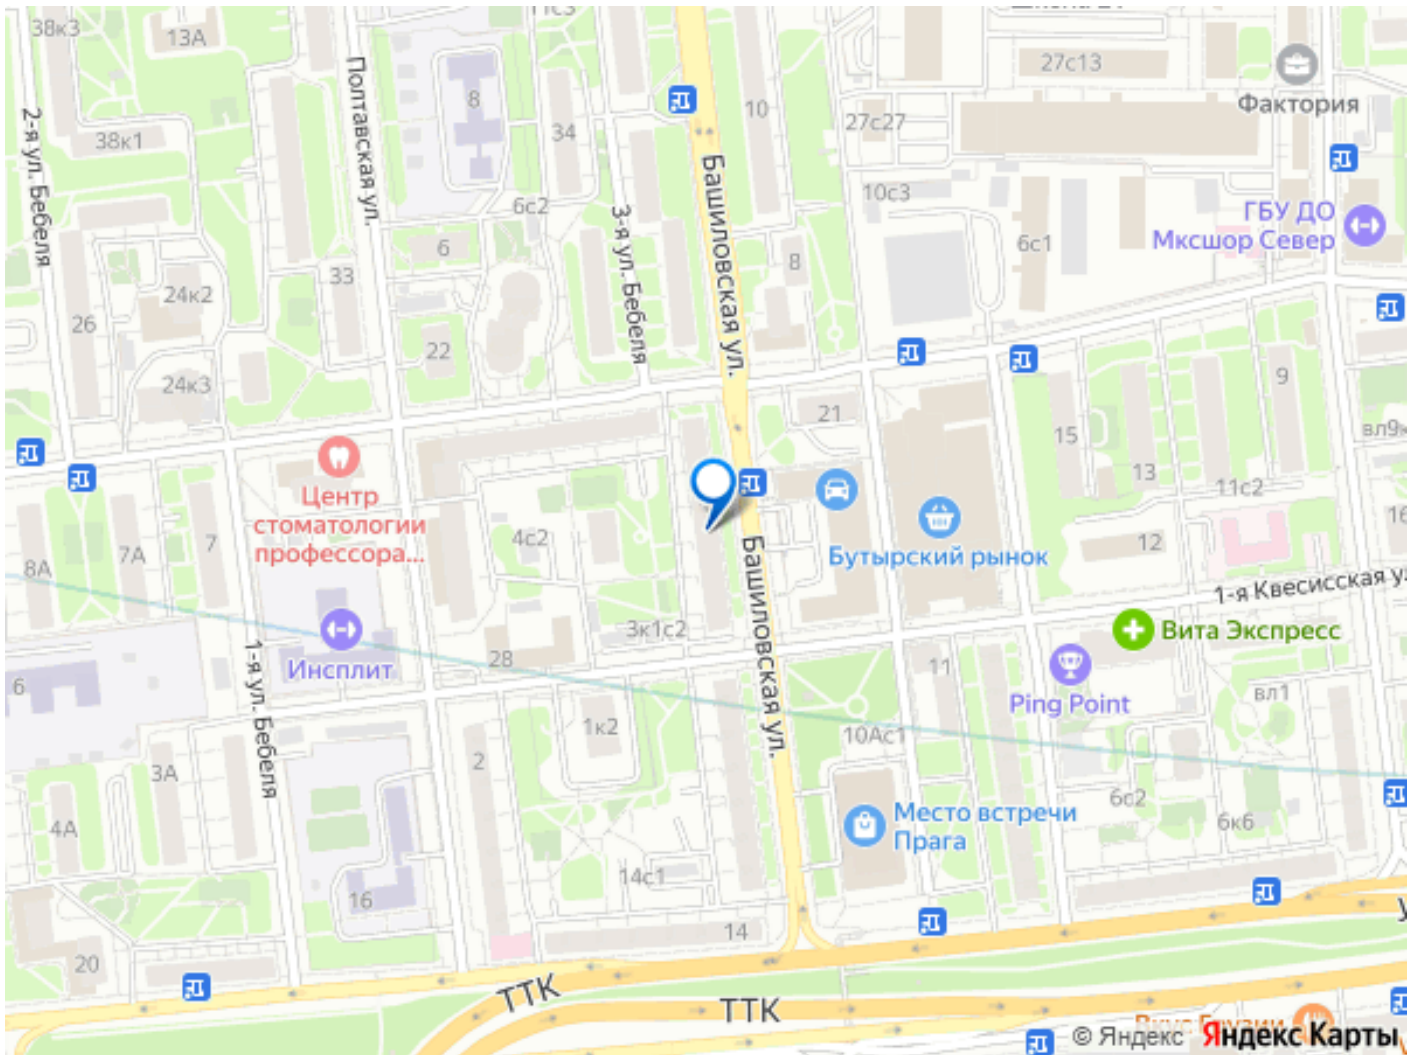 38к3
13А
11с3
27с13
Фактория
Полтавская ул.
2-я ул. Бебеля
8
34
10
27с27
38к1
Башиловская ул.
10с3
6с2
3-я ул. Бебеля
ГБУ ДО
Мксшор Север
6
6с1
8
33
24к2
26
22
24к3
9
21
15
вл9к
Центр
стоматологии
профессора...
13
11с2
16
4с2
7
7А
8А
12
Бутырский рынок
Башиловская ул.
1-я Квесисская ул
3к1с2
Вита Экспресс
28
Инсплит
1-я ул. Бебеля
6
11
Ping Point
вл1
1к2
10Ас1
2
3А
6с2
6к6
4А
Место встречи
Прага
14с1
16
14
20
ТТК
ТТК
© Яндекс
Яндекс Карты